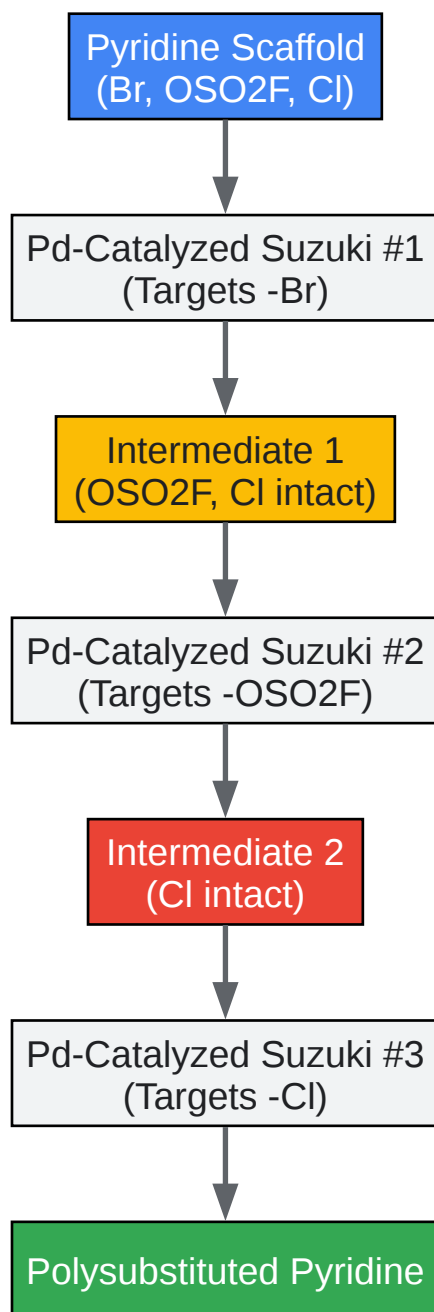 Pyridine Scaffold
(Br, OSO2F, Cl)
Pd-Catalyzed Suzuki #1
(Targets -Br)
Intermediate 1
(OSO2F, Cl intact)
Pd-Catalyzed Suzuki #2
(Targets -OSO2F)
Intermediate 2
(Cl intact)
Pd-Catalyzed Suzuki #3
(Targets -Cl)
Polysubstituted Pyridine